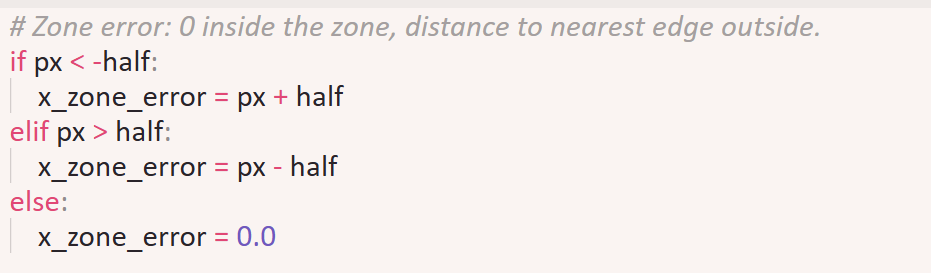 # Zone error: 0 inside the zone, distance to nearest edge outside.
if px < -half:
    x_zone_error = px + half
elif px > half:
    x_zone_error = px - half
else:
    x_zone_error = 0.0